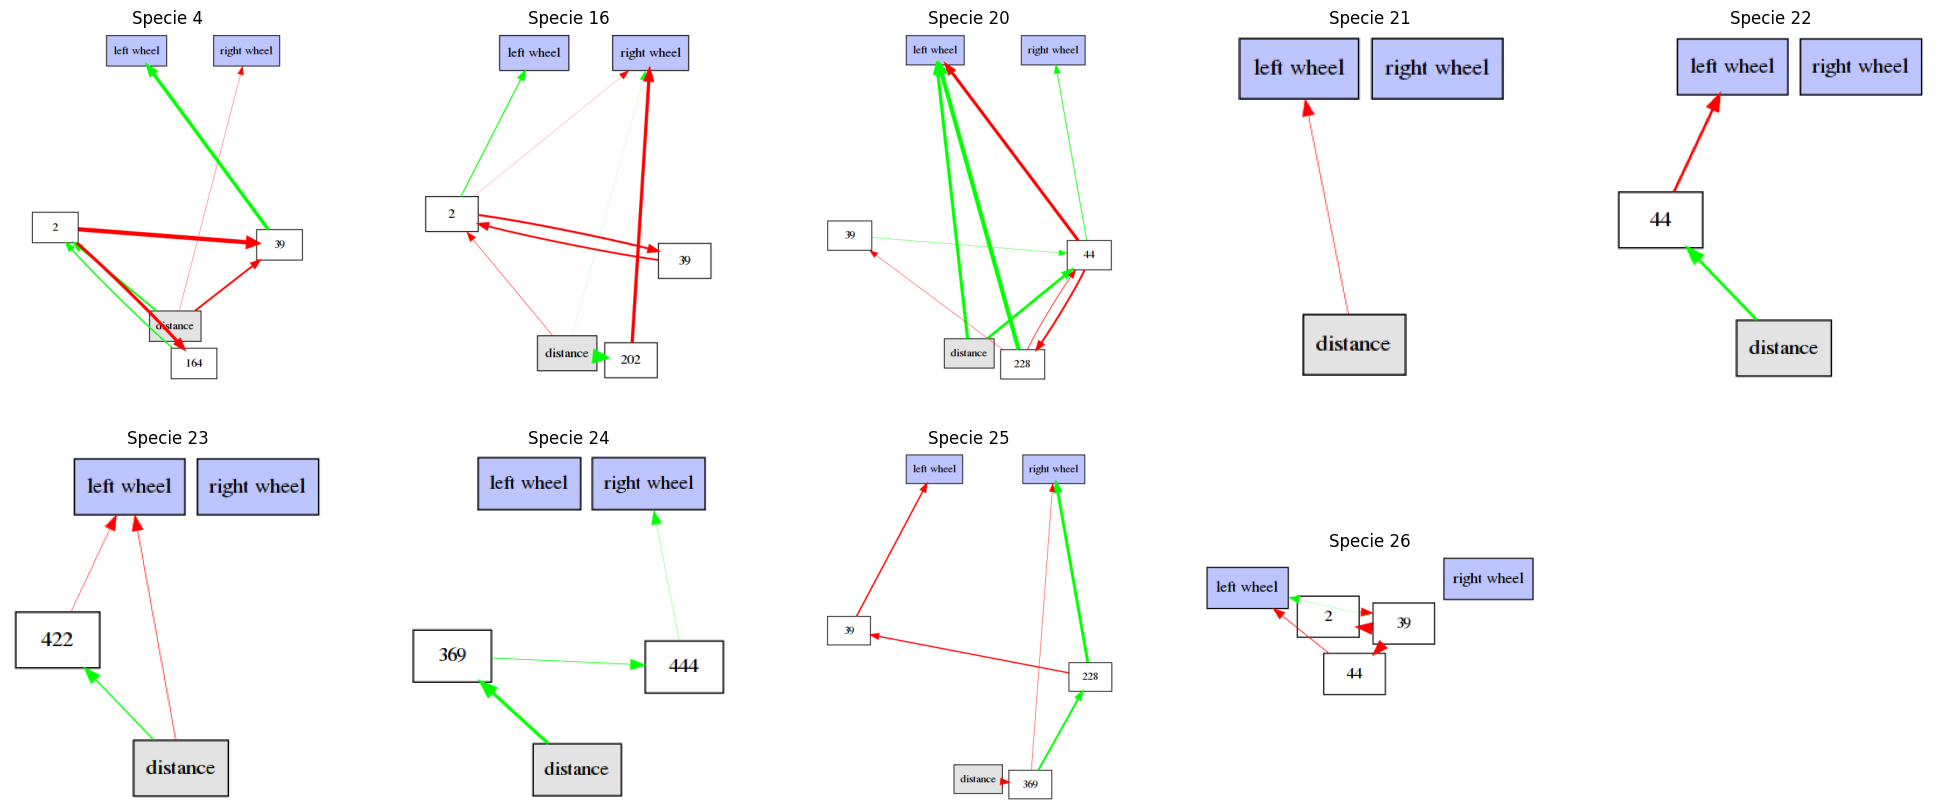 Specie 4
left wheel
right wheel
2
39
distance
164
Specie 16
left wheel
right wheel
2
39
distance
202
Specie 20
left wheel
right wheel
39
44
distance
228
Specie 21
left wheel
right wheel
distance
Specie 22
left wheel
right wheel
44
distance
Specie 23
left wheel
right wheel
422
distance
Specie 24
left wheel
right wheel
369
444
distance
Specie 25
left wheel
right wheel
39
228
distance
369
Specie 26
left wheel
right wheel
2
39
44